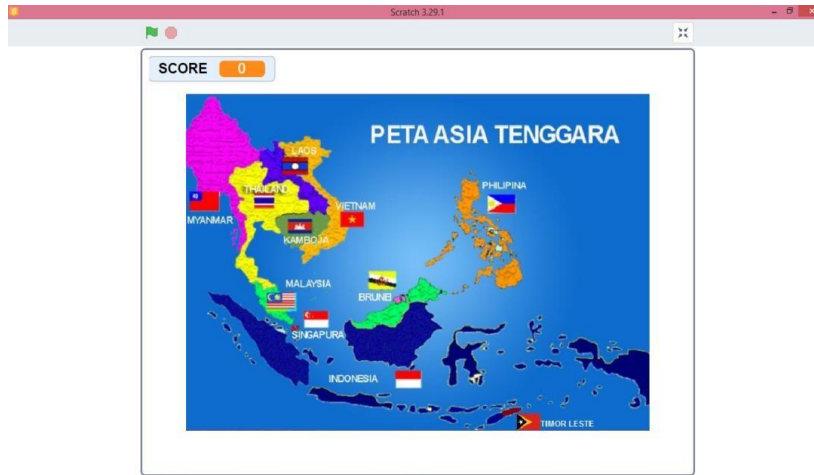 Scratch 3.29.1
SCORE 0
PETA ASIA TENGGARA
LAOS
THAILAND
PHILIPINA
VIETNAM
MYANMAR
KAMBOJA
MALAYSIA
BRUNEI
SINGAPURA
INDONESIA
TIMOR LESTE